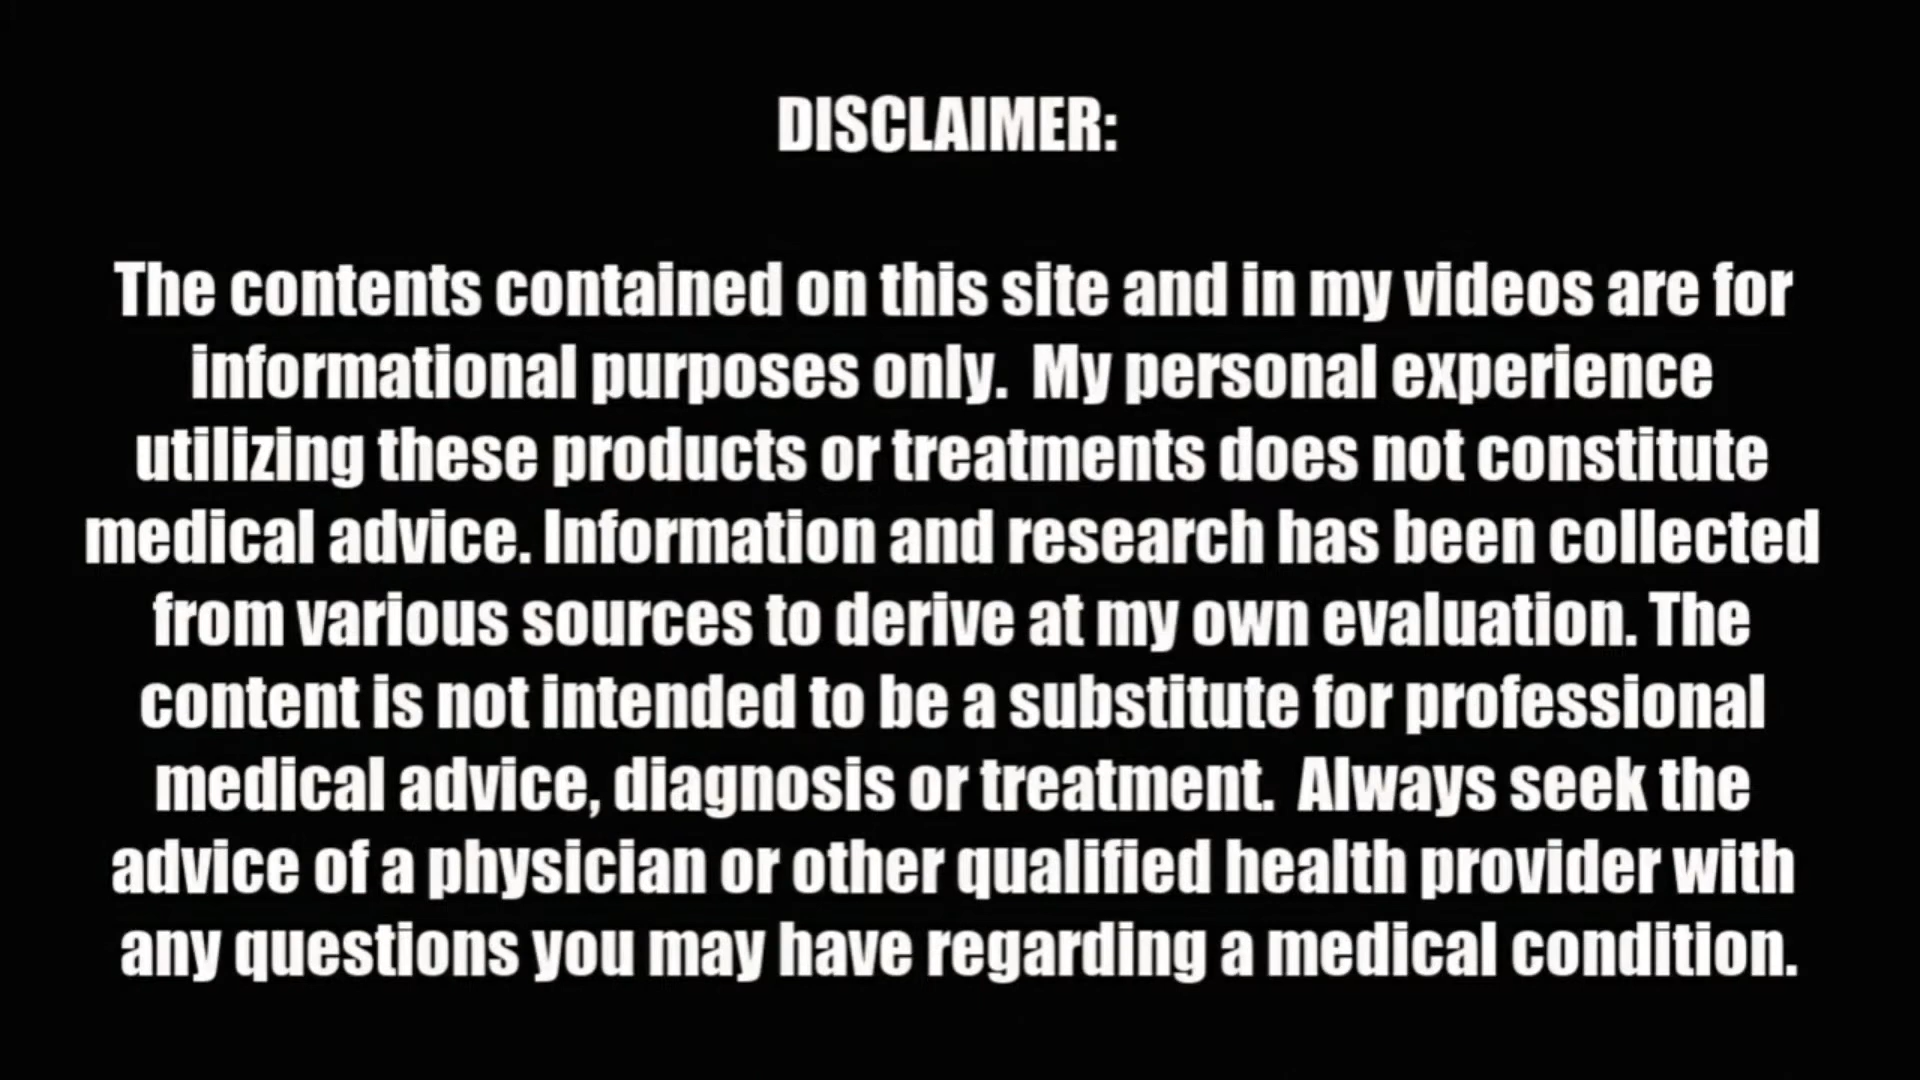 DISCLAIMER:
The contents contained on this site and in my videos are for
informational purposes only.  My personal experience
utilizing these products or treatments does not constitute
medical advice. Information and research has been collected
from various sources to derive at my own evaluation. The
content is not intended to be a substitute for professional
medical advice, diagnosis or treatment.  Always seek the
advice of a physician or other qualified health provider with
any questions you may have regarding a medical condition.